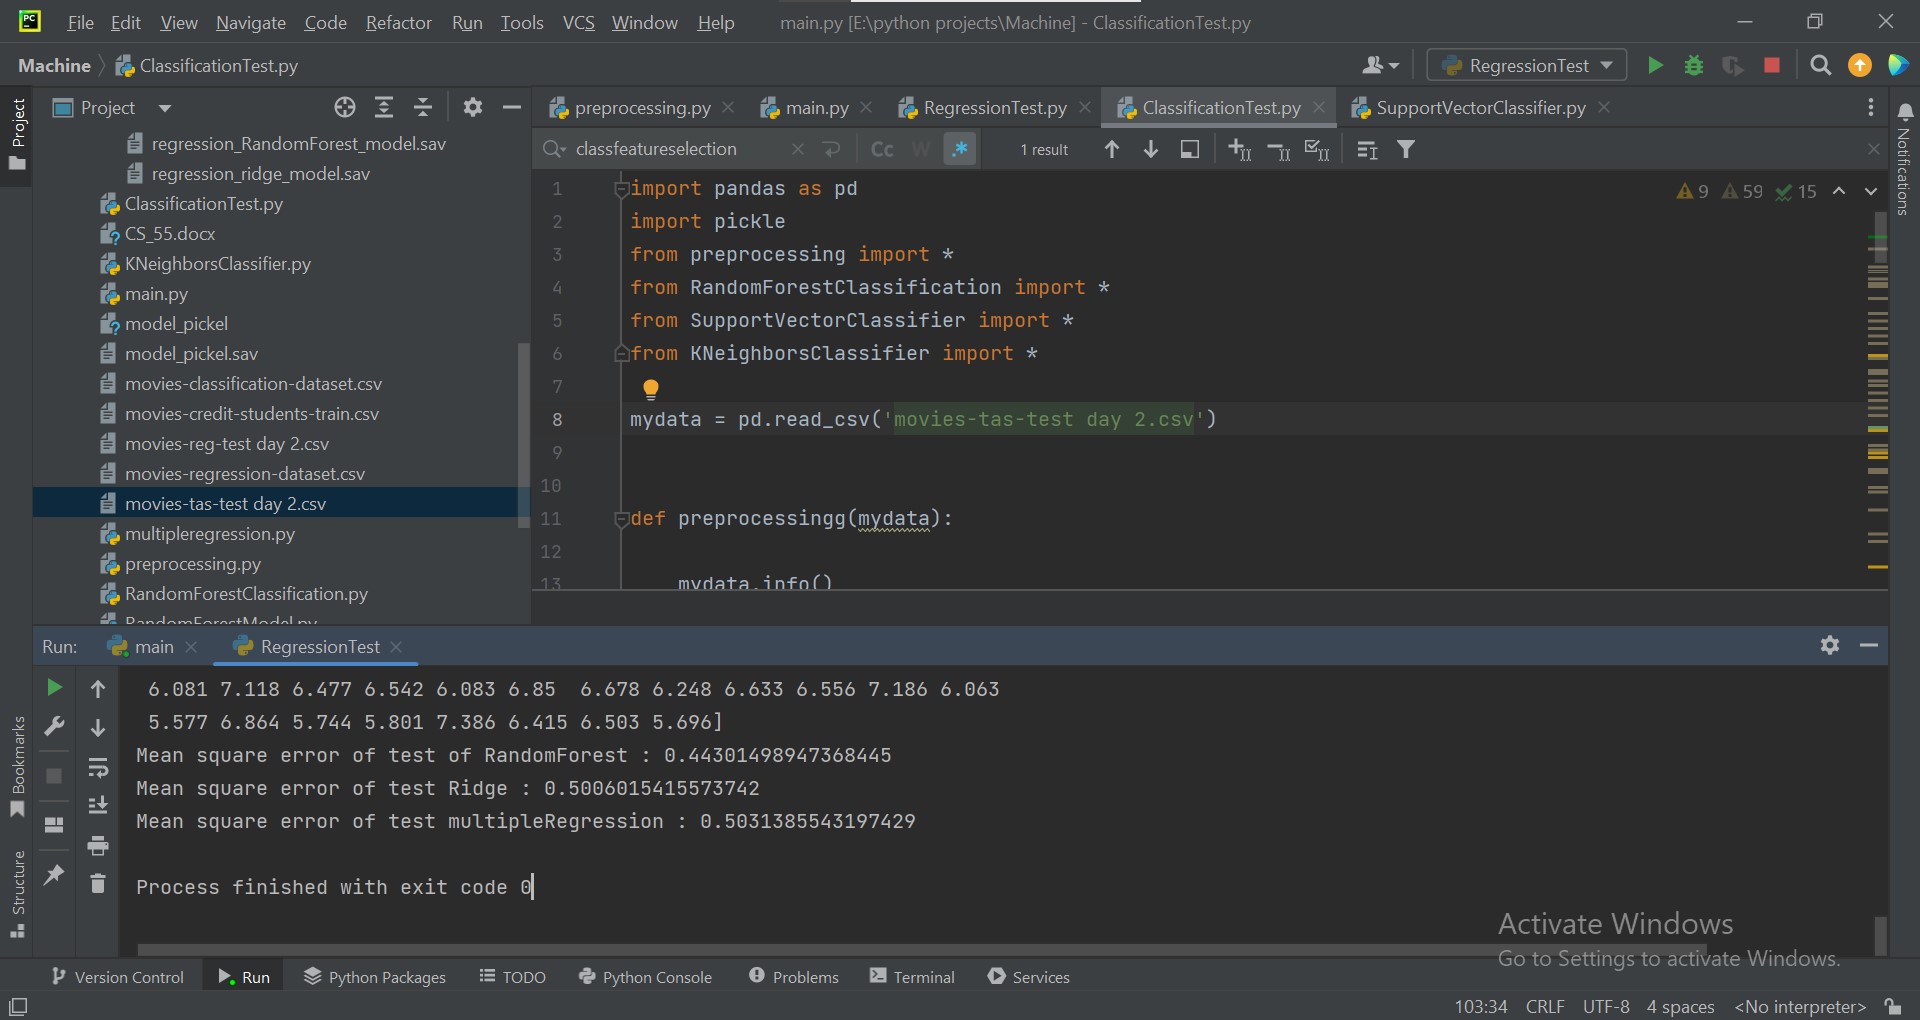 PC File Edit View Navigate Code Refactor Run Tools VCS Window Help main.py [E:\python projects\Machine] - ClassificationTest.py
Machine ClassificationTest.py RegressionTest
Project
Project
preprocessing.py main.py RegressionTest.py ClassificationTest.py SupportVectorClassifier.py
Notifications
classfeatureselection Cc W .* 1 result
regression_RandomForest_model.sav
regression_ridge_model.sav
ClassificationTest.py
CS_55.docx
KNeighborsClassifier.py
main.py
model_pickel
model_pickel.sav
movies-classification-dataset.csv
movies-credit-students-train.csv
movies-reg-test day 2.csv
movies-regression-dataset.csv
movies-tas-test day 2.csv
multipleregression.py
preprocessing.py
RandomForestClassification.py
RandomForestModel.py
9 59 15
1 import pandas as pd
2 import pickle
3 from preprocessing import *
4 from RandomForestClassification import *
5 from SupportVectorClassifier import *
6 from KNeighborsClassifier import *
7
8 mydata = pd.read_csv('movies-tas-test day 2.csv')
9
10
11 def preprocessingg(mydata):
12
13 mydata.info()
Run: main RegressionTest
6.081 7.118 6.477 6.542 6.083 6.85  6.678 6.248 6.633 6.556 7.186 6.063
5.577 6.864 5.744 5.801 7.386 6.415 6.503 5.696]
Mean square error of test of RandomForest : 0.44301498947368445
Mean square error of test Ridge : 0.5006015415573742
Mean square error of test multipleRegression : 0.5031385543197429
Process finished with exit code 0
Bookmarks
Structure
Activate Windows
Go to Settings to activate Windows.
Version Control Run Python Packages TODO Python Console Problems Terminal Services
103:34 CRLF UTF-8 4 spaces <No interpreter>